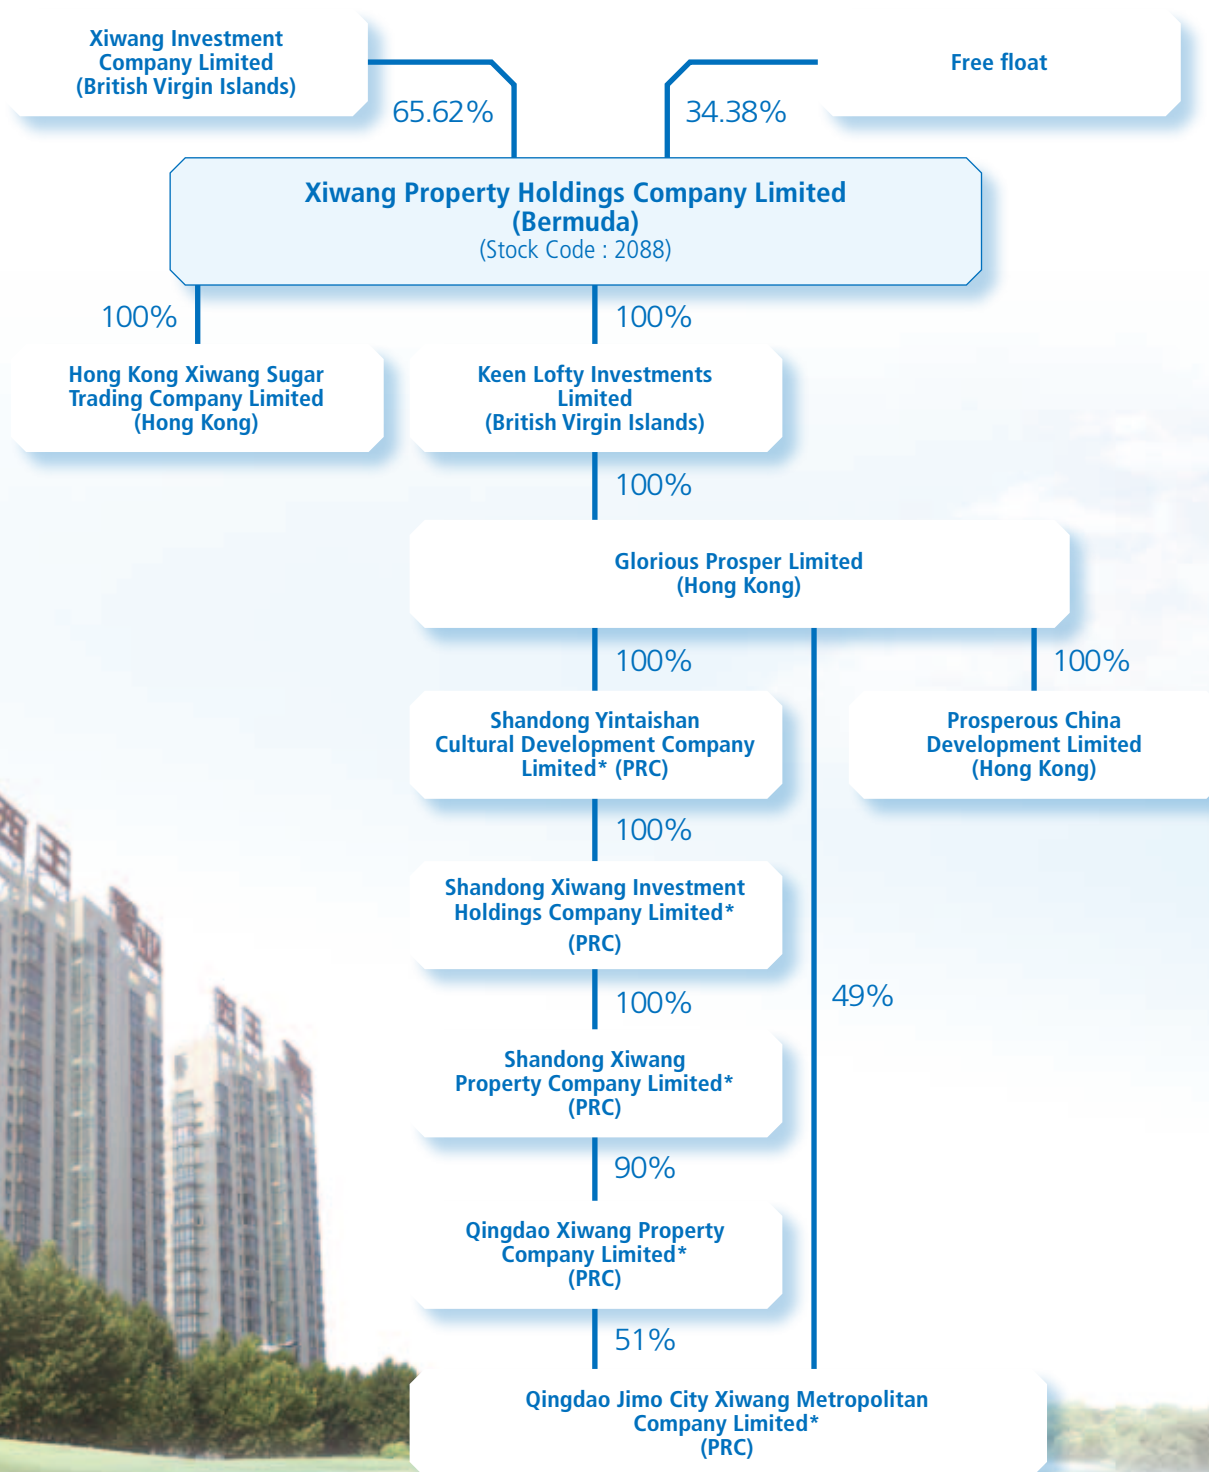 Xiwang Investment
Company Limited
(British Virgin Islands)
Free float
65.62%
34.38%
Xiwang Property Holdings Company Limited
(Bermuda)
(Stock Code : 2088)
100%
100%
Hong Kong Xiwang Sugar
Trading Company Limited
(Hong Kong)
Keen Lofty Investments
Limited
(British Virgin Islands)
100%
Glorious Prosper Limited
(Hong Kong)
100%
100%
Shandong Yintaishan
Cultural Development Company
Limited* (PRC)
Prosperous China
Development Limited
(Hong Kong)
100%
Shandong Xiwang Investment
Holdings Company Limited*
(PRC)
100%
49%
Shandong Xiwang
Property Company Limited*
(PRC)
90%
Qingdao Xiwang Property
Company Limited*
(PRC)
51%
Qingdao Jimo City Xiwang Metropolitan
Company Limited*
(PRC)
西王
西王